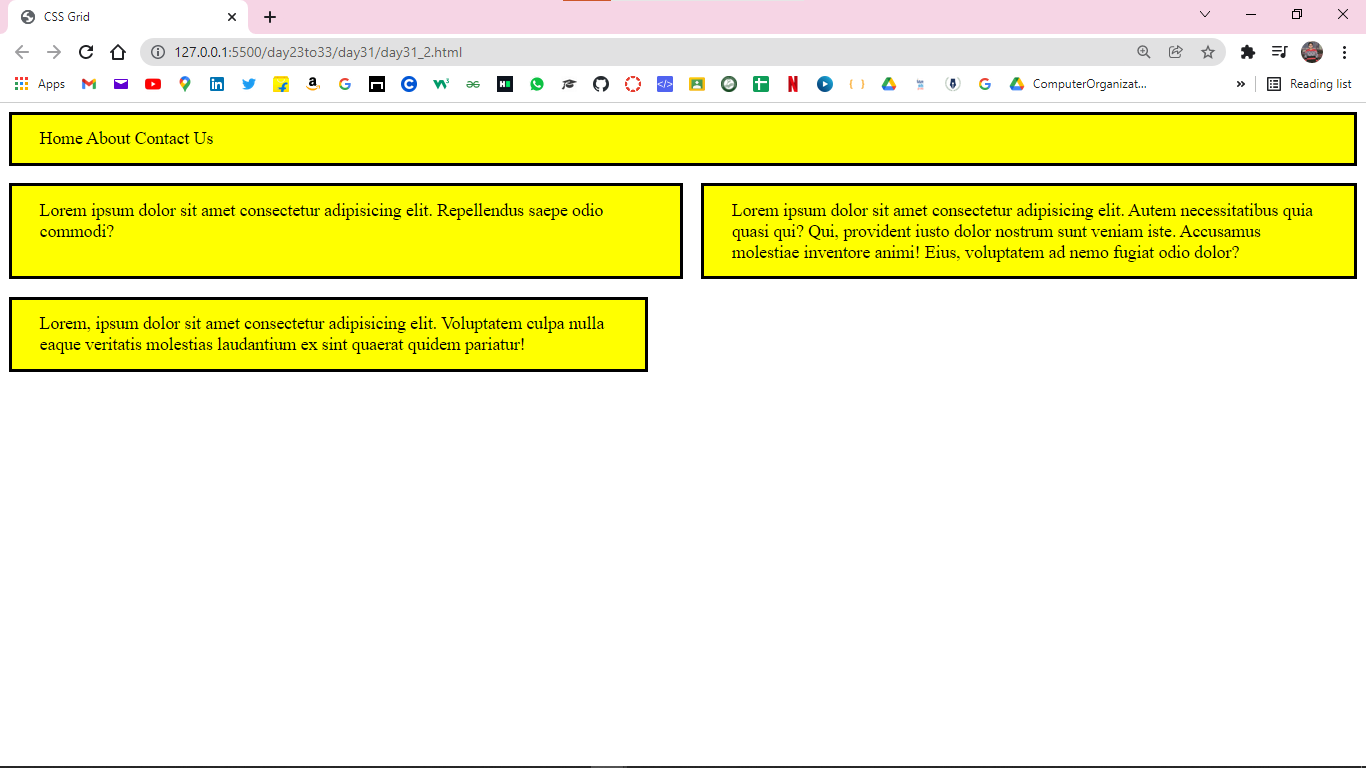 CSS Grid
127.0.0.1:5500/day23to33/day31/day31_2.html
Apps
ComputerOrganizat...
Reading list
Home About Contact Us
Lorem ipsum dolor sit amet consectetur adipisicing elit. Repellendus saepe odio
commodi?
Lorem ipsum dolor sit amet consectetur adipisicing elit. Autem necessitatibus quia
quasi qui? Qui, provident iusto dolor nostrum sunt veniam iste. Accusamus
molestiae inventore animi! Eius, voluptatem ad nemo fugiat odio dolor?
Lorem, ipsum dolor sit amet consectetur adipisicing elit. Voluptatem culpa nulla
eaque veritatis molestias laudantium ex sint quaerat quidem pariatur!